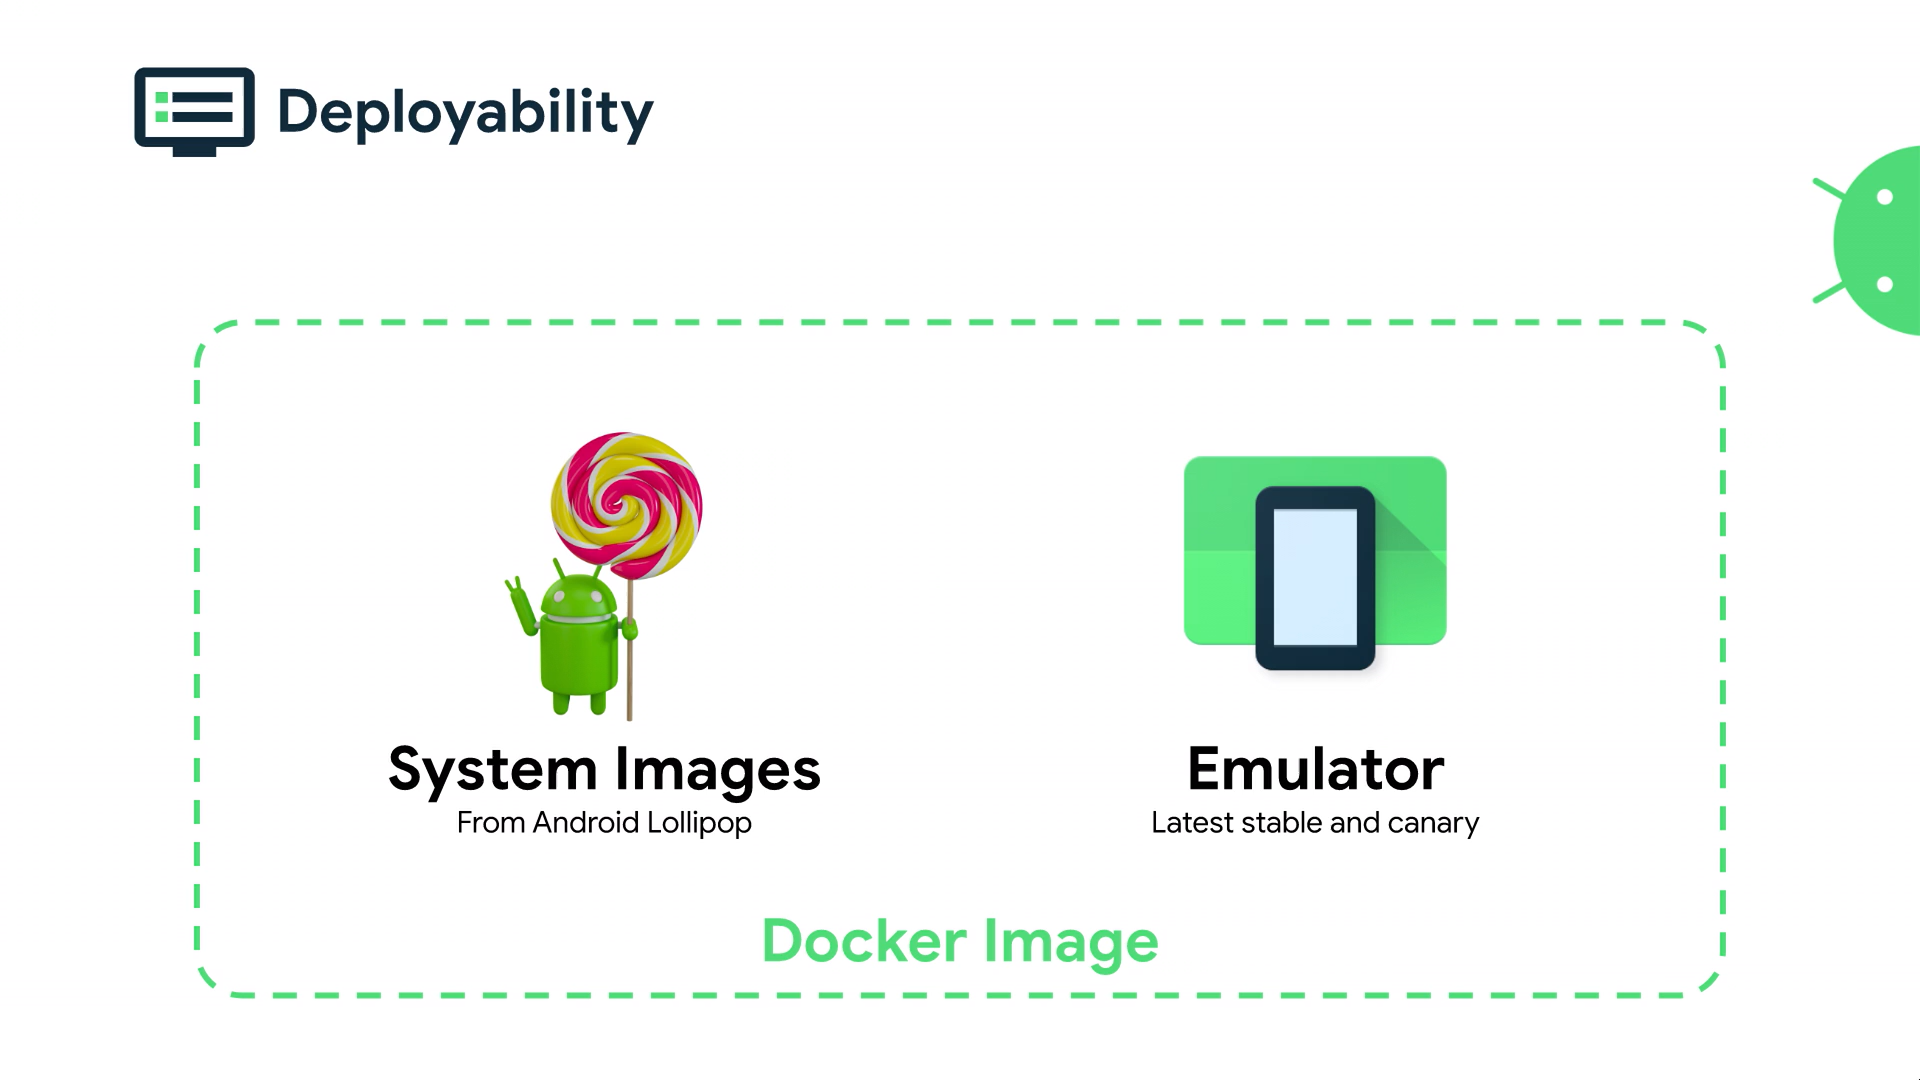 Deployability
System Images
From Android Lollipop
Emulator
Latest stable and canary
Docker Image